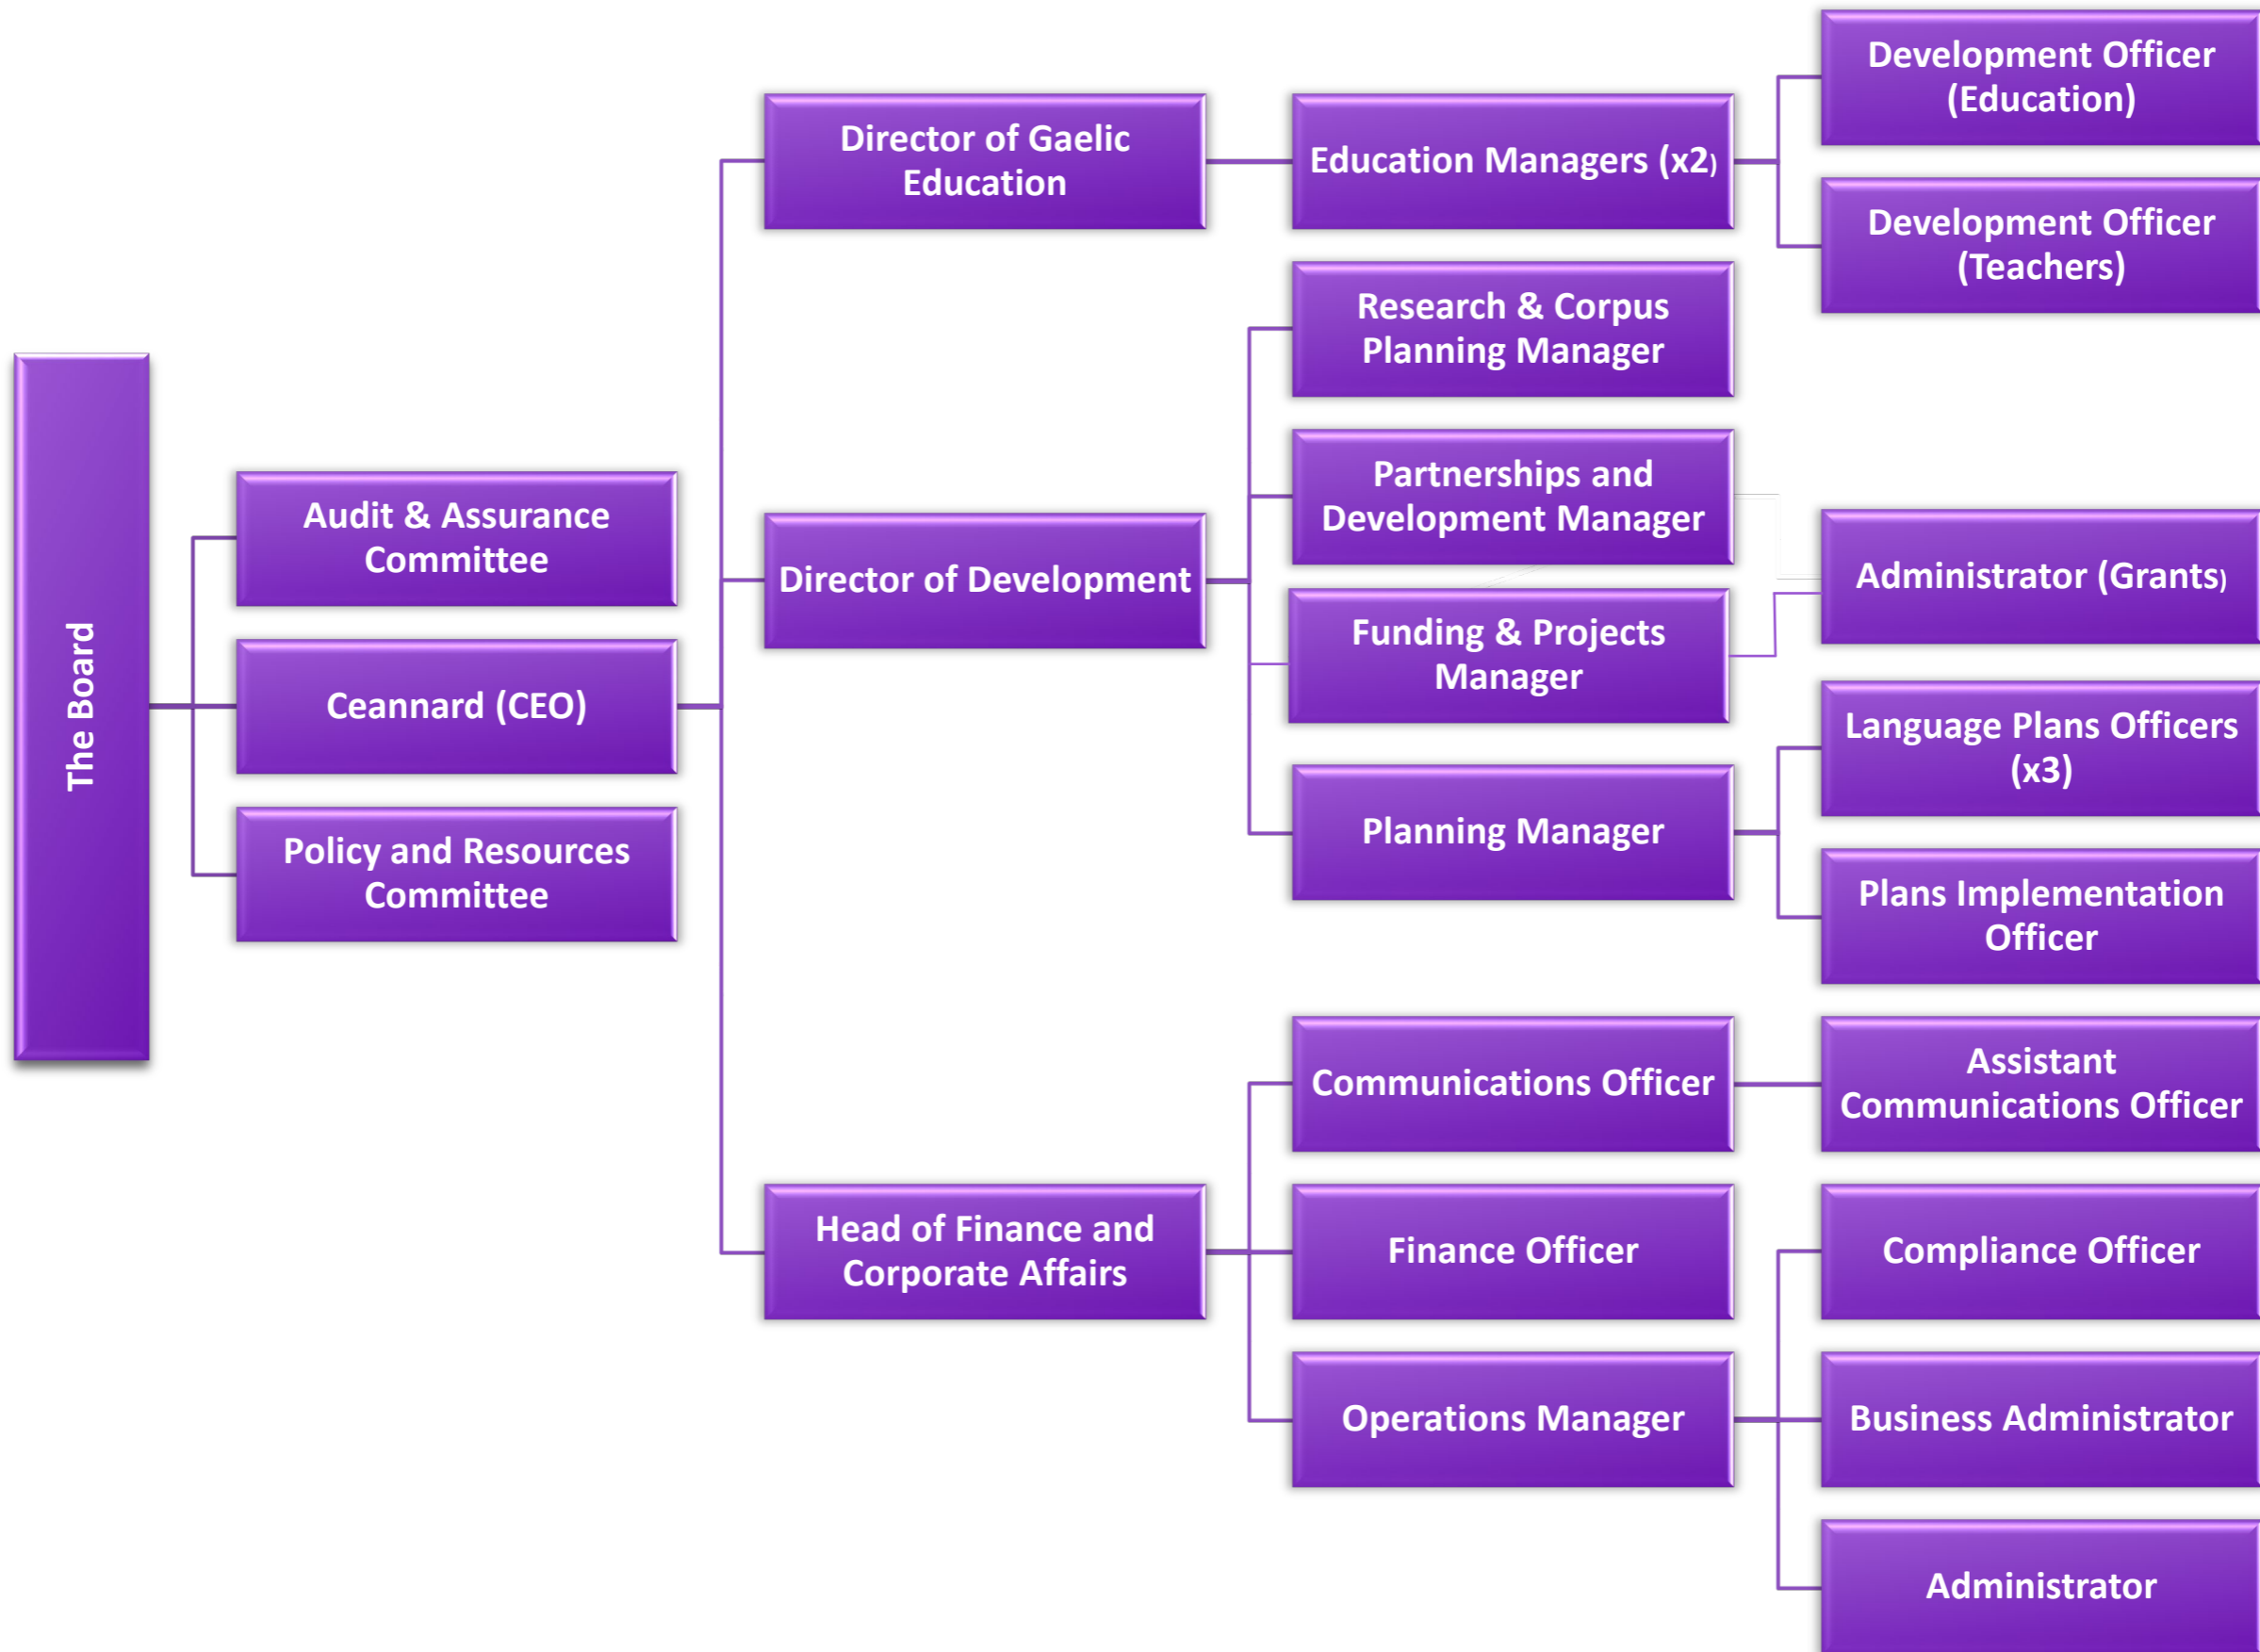 The Board
Audit & Assurance
Committee
Ceannard (CEO)
Policy and Resources
Committee
Director of Gaelic
Education
Director of Development
Head of Finance and
Corporate Affairs
Education Managers (x2)
Research & Corpus
Planning Manager
Partnerships and
Development Manager
Funding & Projects
Manager
Planning Manager
Communications Officer
Finance Officer
Operations Manager
Development Officer
(Education)
Development Officer
(Teachers)
Administrator (Grants)
Language Plans Officers
(x3)
Plans Implementation
Officer
Assistant
Communications Officer
Compliance Officer
Business Administrator
Administrator